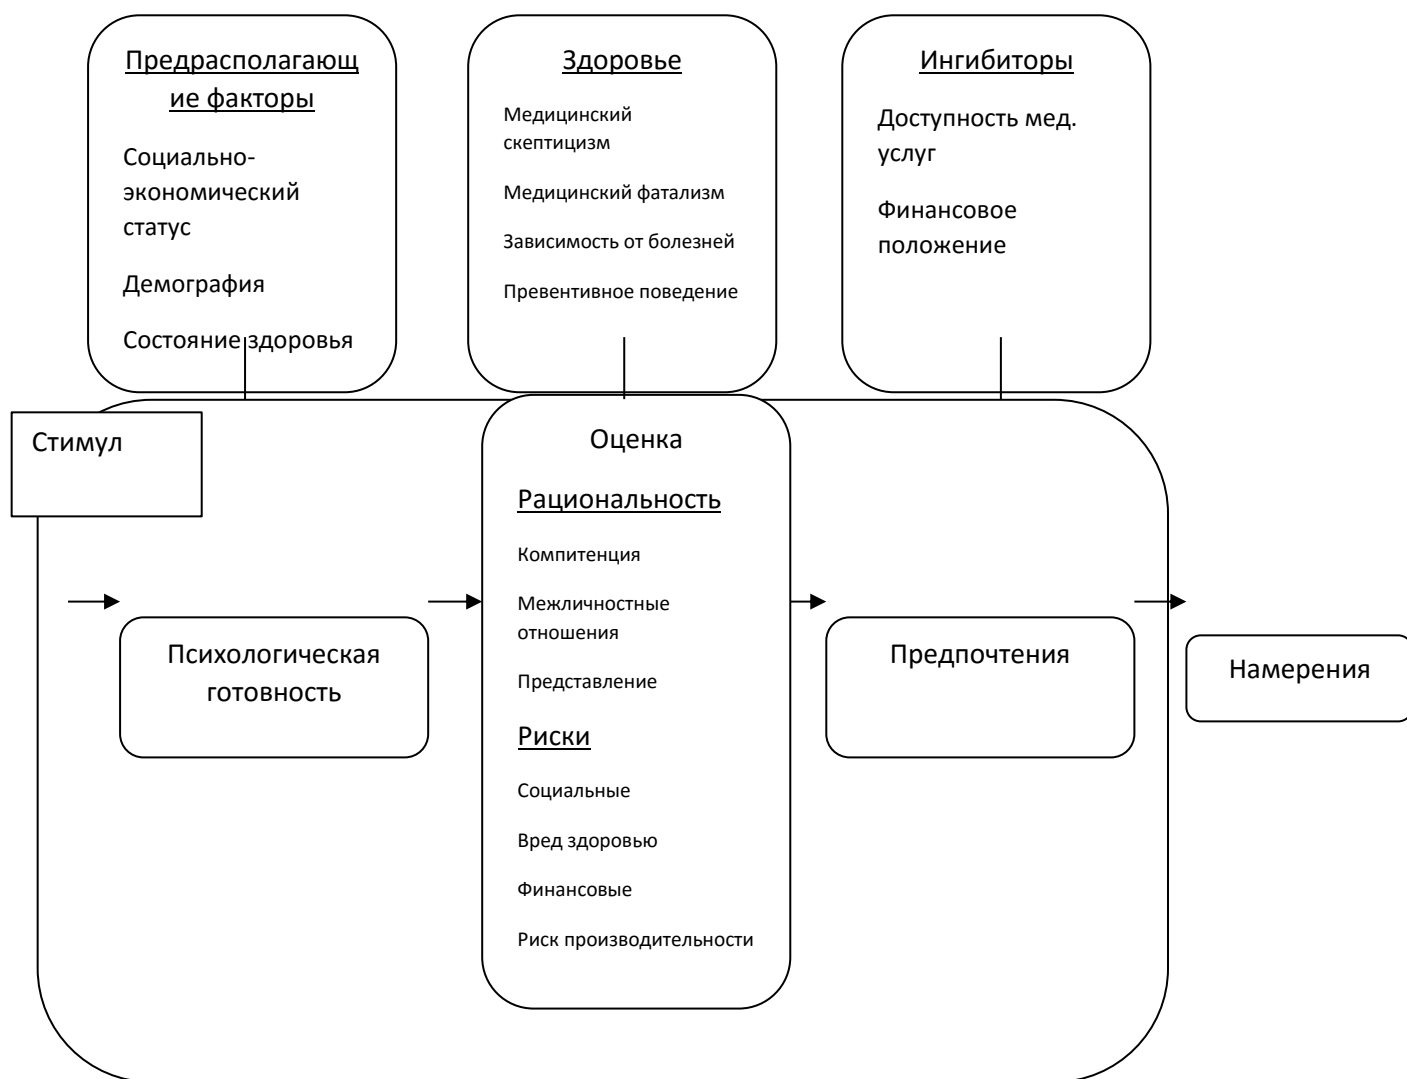 Предрасполагающ
ие факторы
Социально-
экономический
статус
Демография
Состояние здоровья
Здоровье
Медицинский
скептицизм
Медицинский фатализм
Зависимость от болезней
Превентивное поведение
Ингибиторы
Доступность мед.
услуг
Финансовое
положение
Стимул
Психологическая
готовность
Оценка
Рациональность
Компитенция
Межличностные
отношения
Представление
Риски
Социальные
Вред здоровью
Финансовые
Риск производительности
Предпочтения
Намерения